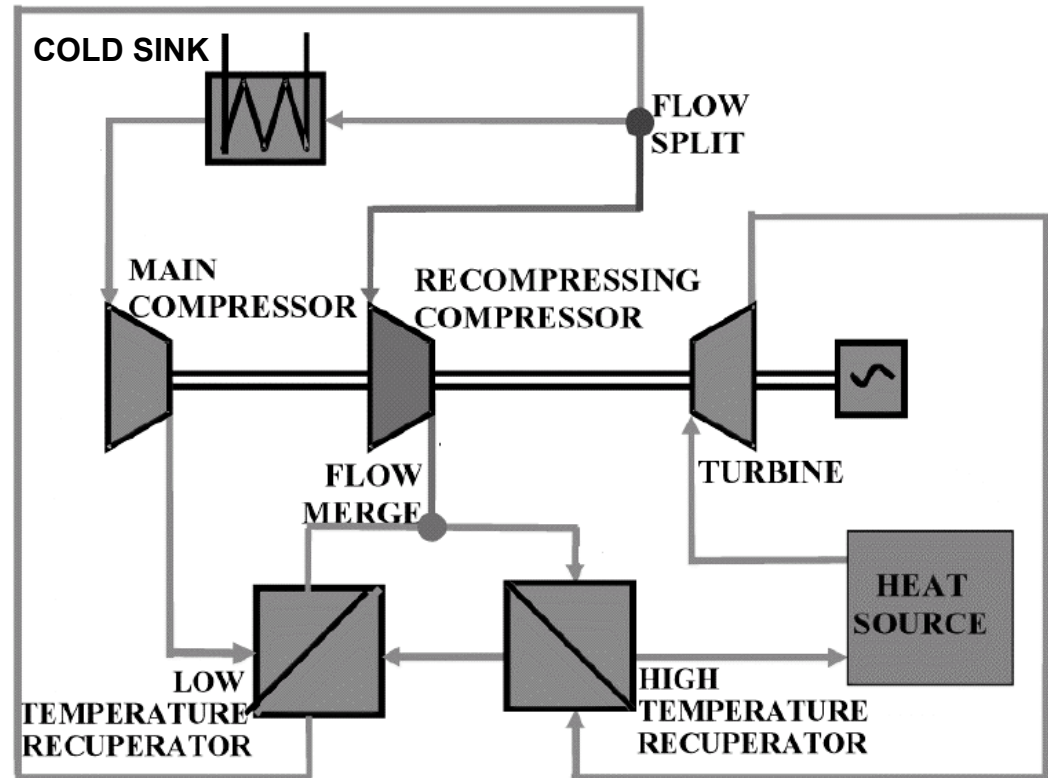 COLD SINK
FLOW
SPLIT
MAIN
COMPRESSOR
RECOMPRESSING
COMPRESSOR
FLOW
MERGE
TURBINE
HEAT
SOURCE
LOW
TEMPERATURE
RECUPERATOR
HIGH
TEMPERATURE
RECUPERATOR